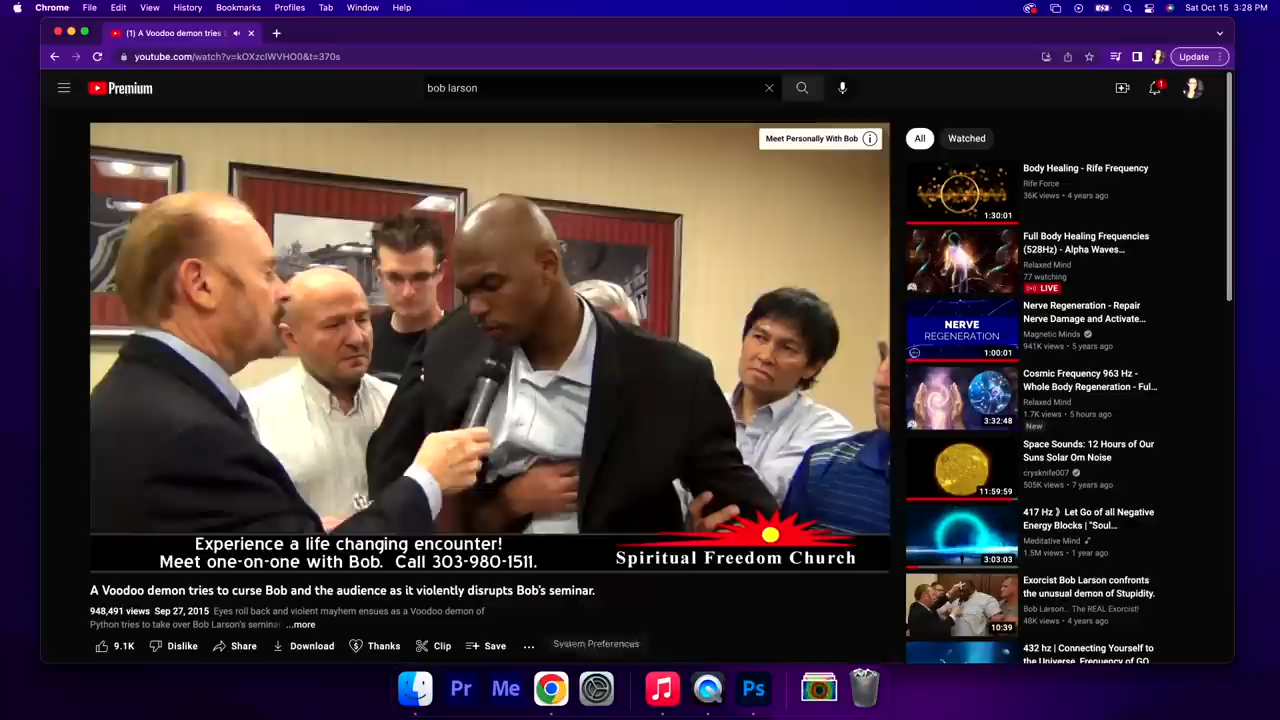 Chrome File Edit View History Bookmarks Profiles Tab Window Help
Sat Oct 15 3:28 PM
(1) A Voodoo demon tries
youtube.com/watch?v=kOXzclWVHO0&t=370s
Update
Premium
bob larson
1
Meet Personally With Bob
Experience a life changing encounter!
Meet one-on-one with Bob. Call 303-980-1511.
Spiritual Freedom Church
A Voodoo demon tries to curse Bob and the audience as it violently disrupts Bob's seminar.
948,491 views Sep 27, 2015 Eyes roll back and violent mayhem ensues as a Voodoo demon of
Python tries to take over Bob Larson's seminar ...more
9.1K Dislike Share Download Thanks Clip Save ...
System Preferences
All Watched
Body Healing - Rife Frequency
Rife Force
36K views • 4 years ago
1:30:01
Full Body Healing Frequencies
(528Hz) - Alpha Waves...
Relaxed Mind
77 watching
LIVE
NERVE
REGENERATION
1:00:01
Nerve Regeneration - Repair
Nerve Damage and Activate...
Magnetic Minds
941K views • 5 years ago
Cosmic Frequency 963 Hz -
Whole Body Regeneration - Ful...
Relaxed Mind
1.7K views • 5 hours ago
New
3:32:48
Space Sounds: 12 Hours of Our
Suns Solar Om Noise
crysknife007
505K views • 7 years ago
11:59:59
417 Hz 》Let Go of all Negative
Energy Blocks | "Soul...
Meditative Mind
1.5M views • 1 year ago
3:03:03
Exorcist Bob Larson confronts
the unusual demon of Stupidity.
Bob Larson... The REAL Exorcist!
48K views • 4 years ago
10:39
432 hz | Connecting Yourself to
the Universe, Frequency of GO
Pr Me Ps